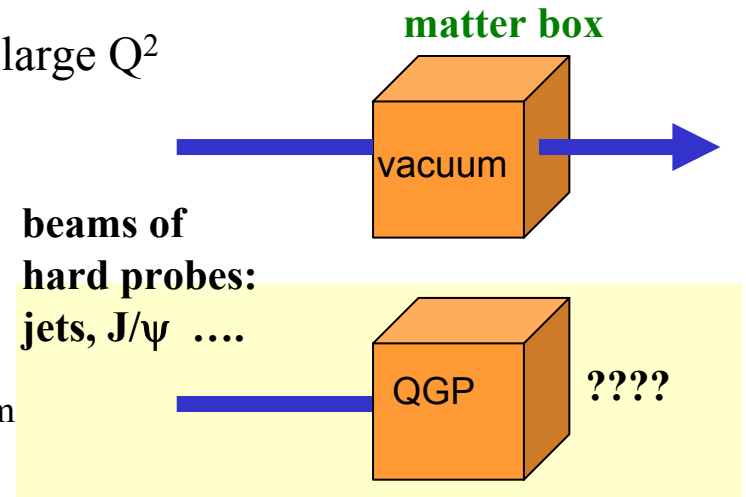 matter box
large Q²
vacuum
beams of
hard probes:
jets, J/ψ ….
QGP
????